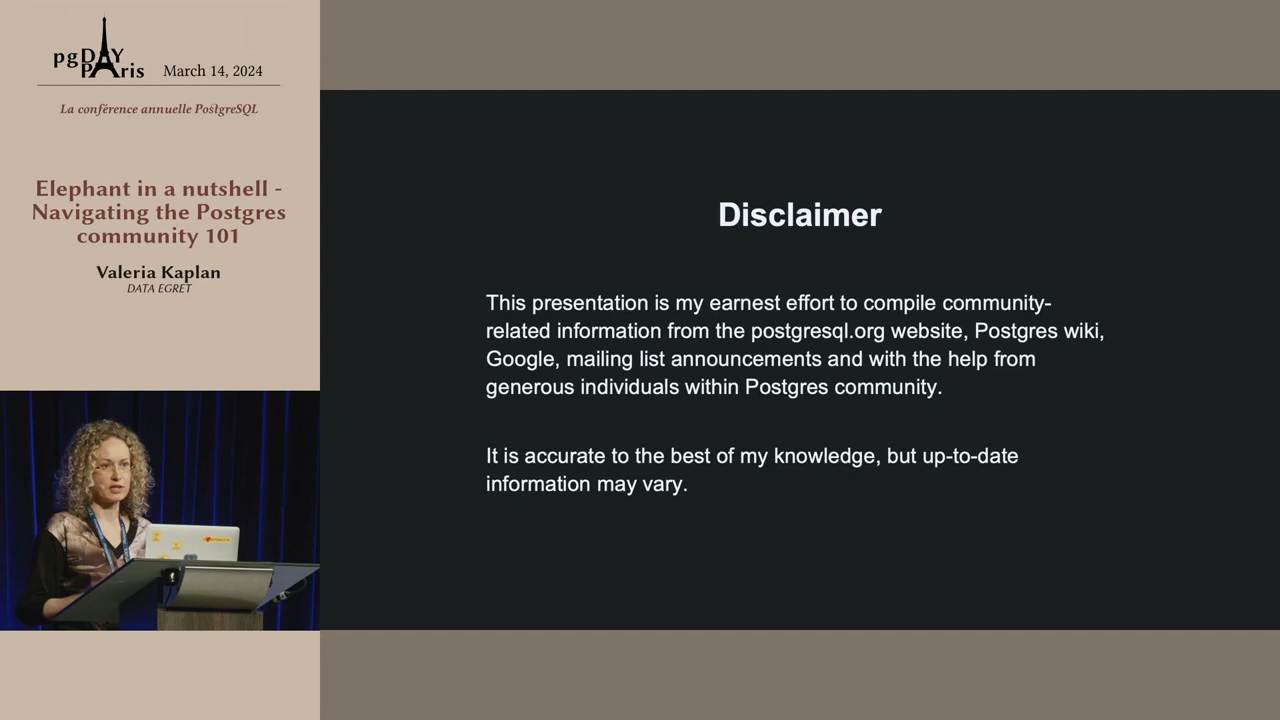 pgDAY
PAris
March 14, 2024
La conférence annuelle PostgreSQL
Elephant in a nutshell -
Navigating the Postgres
community 101
Valeria Kaplan
DATA EGRET
Disclaimer
This presentation is my earnest effort to compile community-
related information from the postgresql.org website, Postgres wiki,
Google, mailing list announcements and with the help from
generous individuals within Postgres community.
It is accurate to the best of my knowledge, but up-to-date
information may vary.